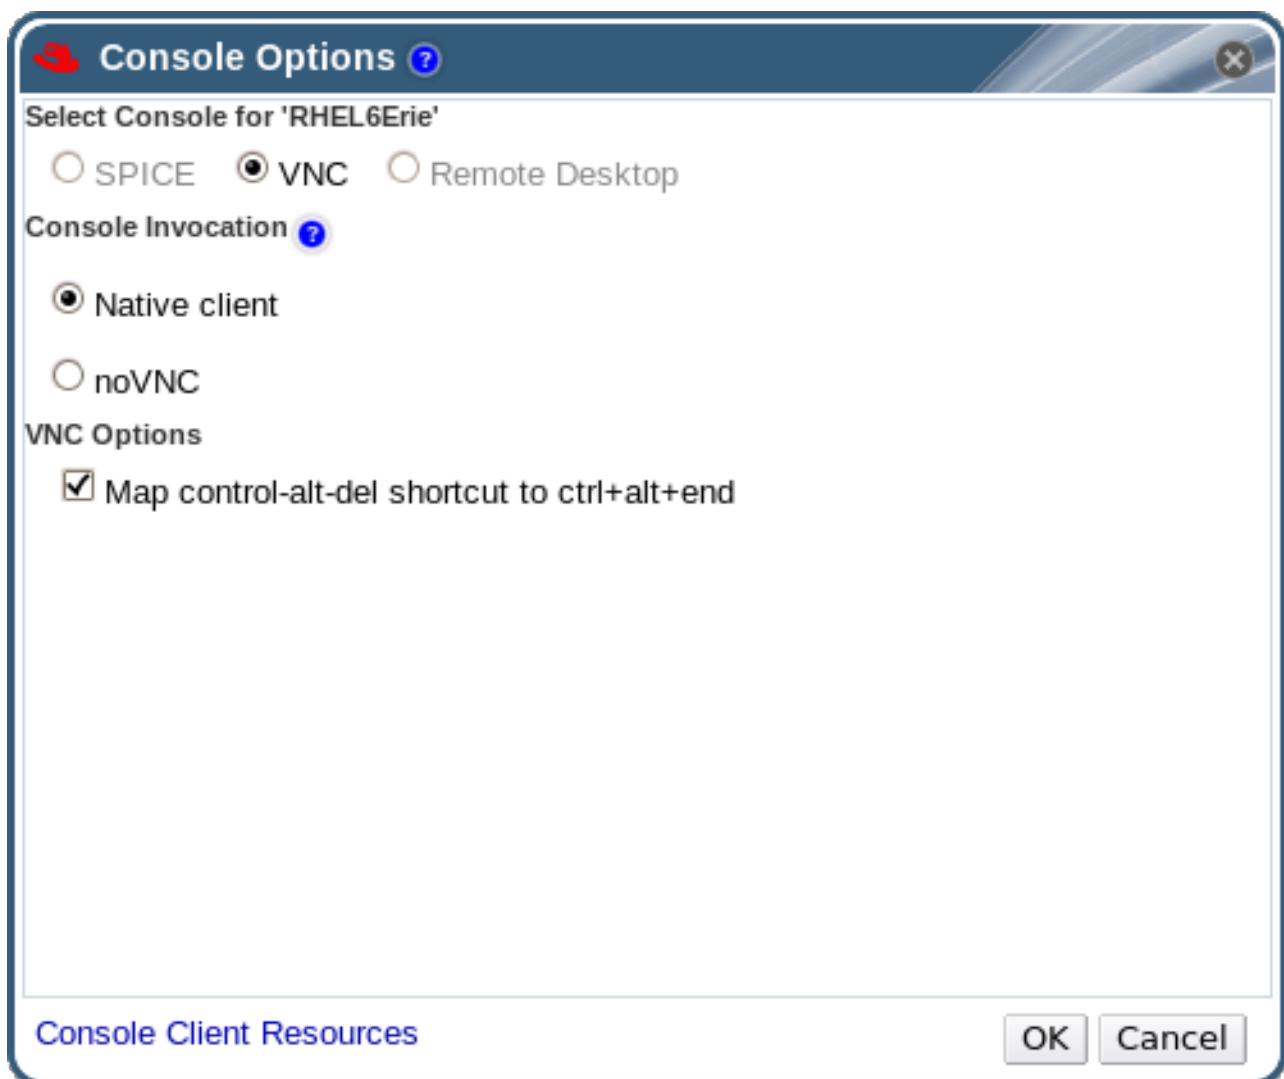 Console Options ?
Select Console for 'RHEL6Erie'
SPICE VNC Remote Desktop
Console Invocation ?
Native client
noVNC
VNC Options
Map control-alt-del shortcut to ctrl+alt+end
Console Client Resources OK Cancel